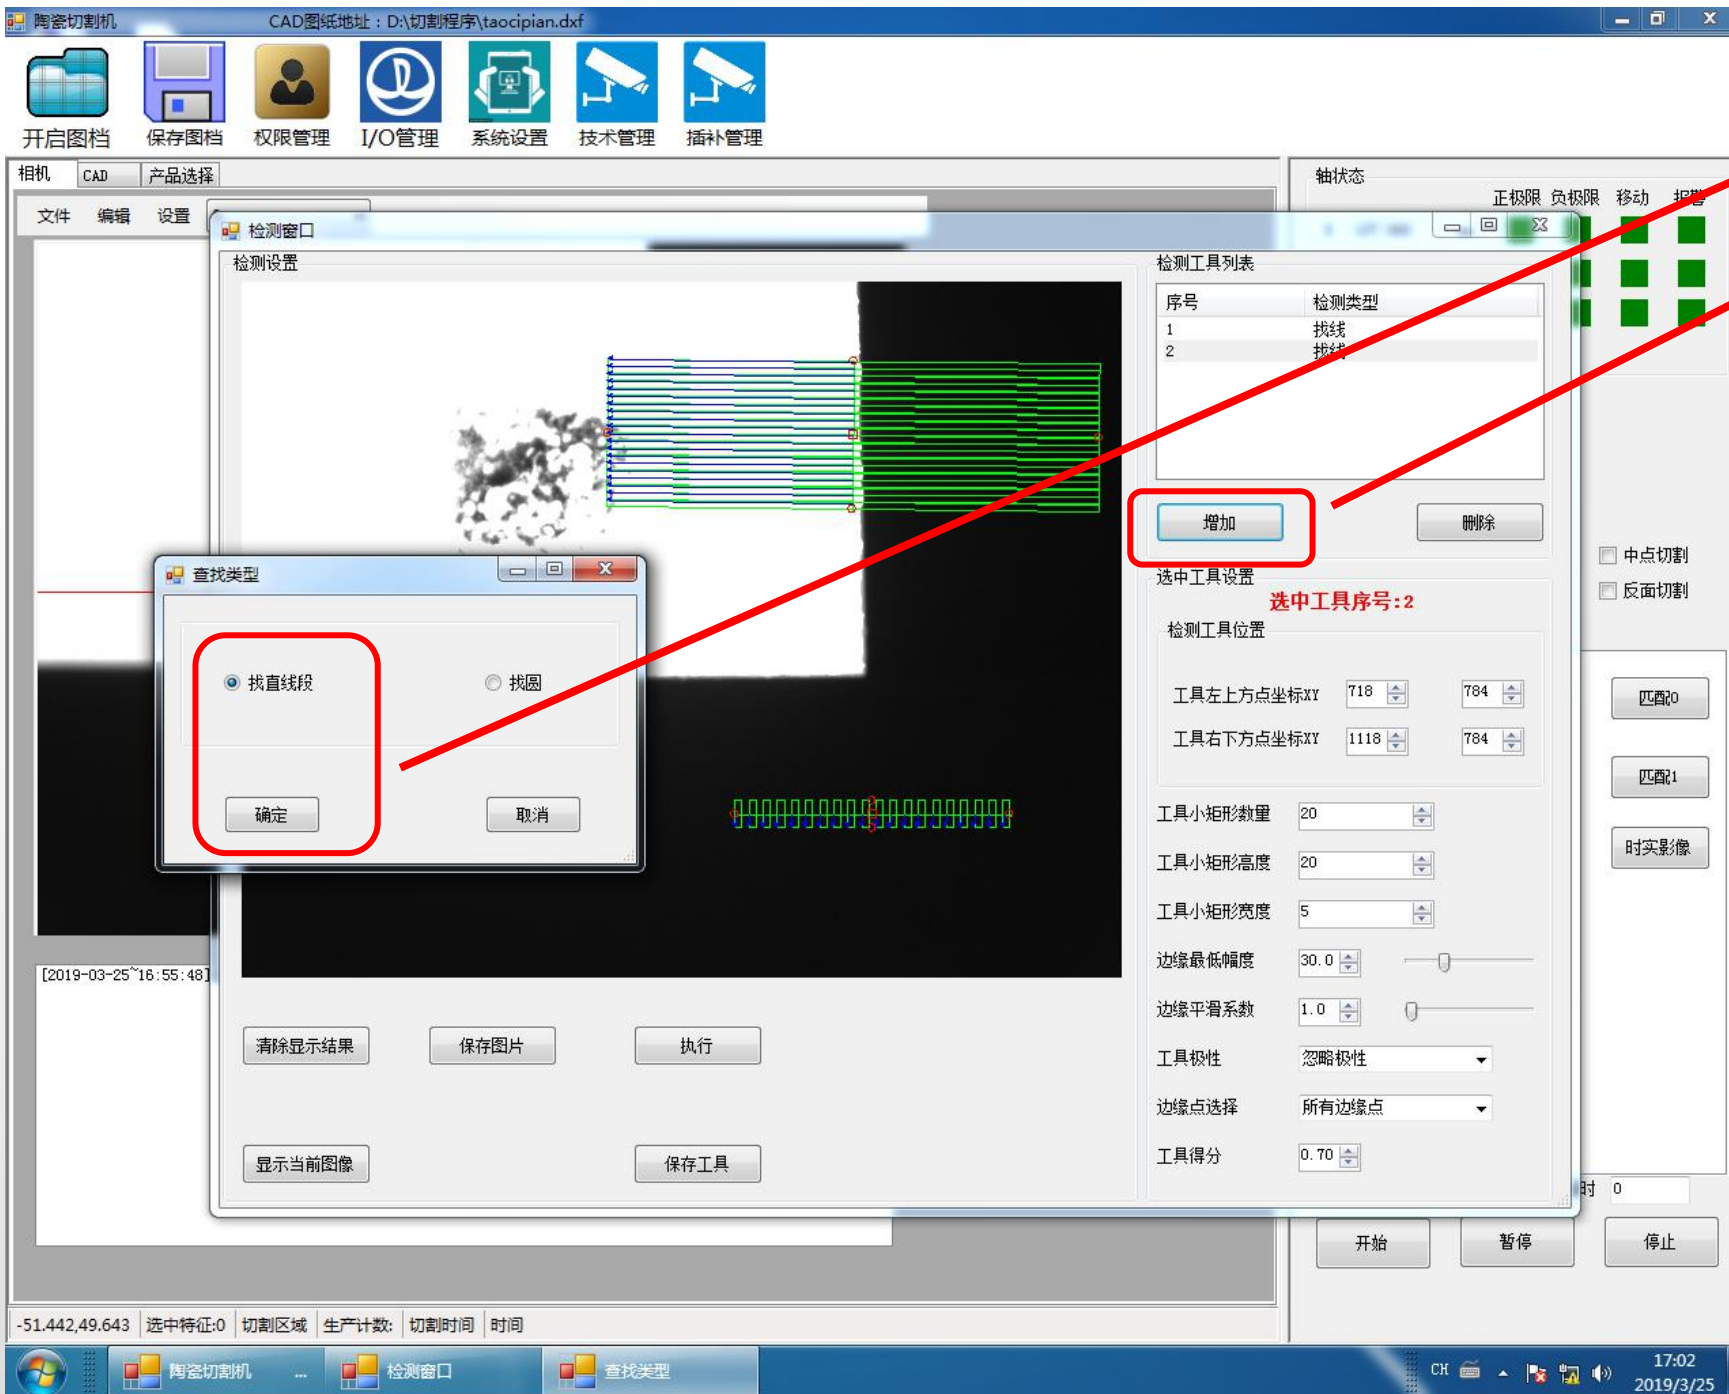 陶瓷切割机 CAD图纸地址：D:\切割程序\taocipian.dxf
开启图档 保存图档 权限管理 I/O管理 系统设置 技术管理 插补管理
相机 CAD 产品选择
文件 编辑 设置
轴状态
正极限 负极限 移动 报警
检测窗口
检测设置
检测工具列表
序号 检测类型
1 找线
2 找线
增加 删除
中点切割
反面切割
查找类型
找直线段 找圆
确定 取消
选中工具设置
选中工具序号:2
检测工具位置
工具左上方点坐标XY 718 784
工具右下方点坐标XY 1118 784
工具小矩形数量 20
工具小矩形高度 20
工具小矩形宽度 5
边缘最低幅度 30.0
边缘平滑系数 1.0
工具极性 忽略极性
边缘点选择 所有边缘点
工具得分 0.70
匹配0
匹配1
时实影像
[2019-03-25~16:55:48]
清除显示结果 保存图片 执行
显示当前图像 保存工具
时 0
开始 暂停 停止
-51.442,49.643 选中特征:0 切割区域 生产计数: 切割时间 时间
陶瓷切割机 ... 检测窗口 查找类型
CH
17:02
2019/3/25